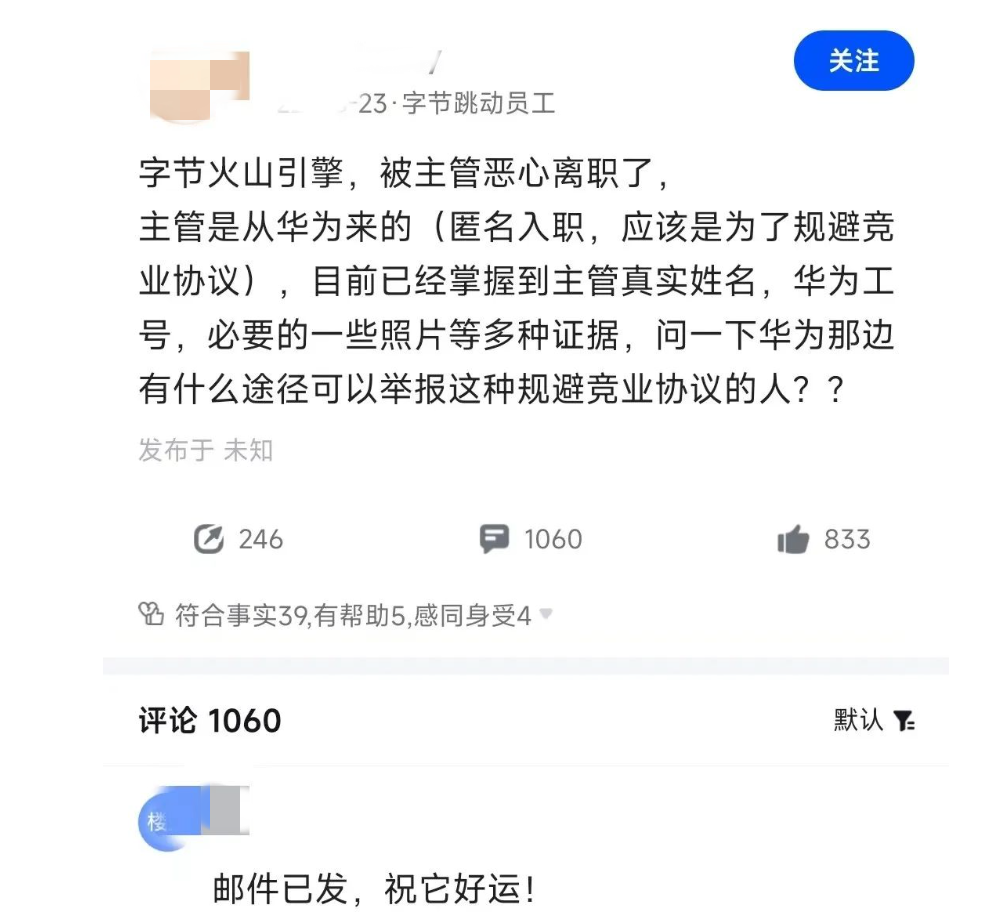 关注
-23·字节跳动员工
字节火山引擎，被主管恶心离职了，
主管是从华为来的（匿名入职，应该是为了规避竞
业协议），目前已经掌握到主管真实姓名，华为工
号，必要的一些照片等多种证据，问一下华为那边
有什么途径可以举报这种规避竞业协议的人？？
发布于 未知
246
1060
833
符合事实39,有帮助5,感同身受4
评论 1060
默认
楼
邮件已发，祝它好运！